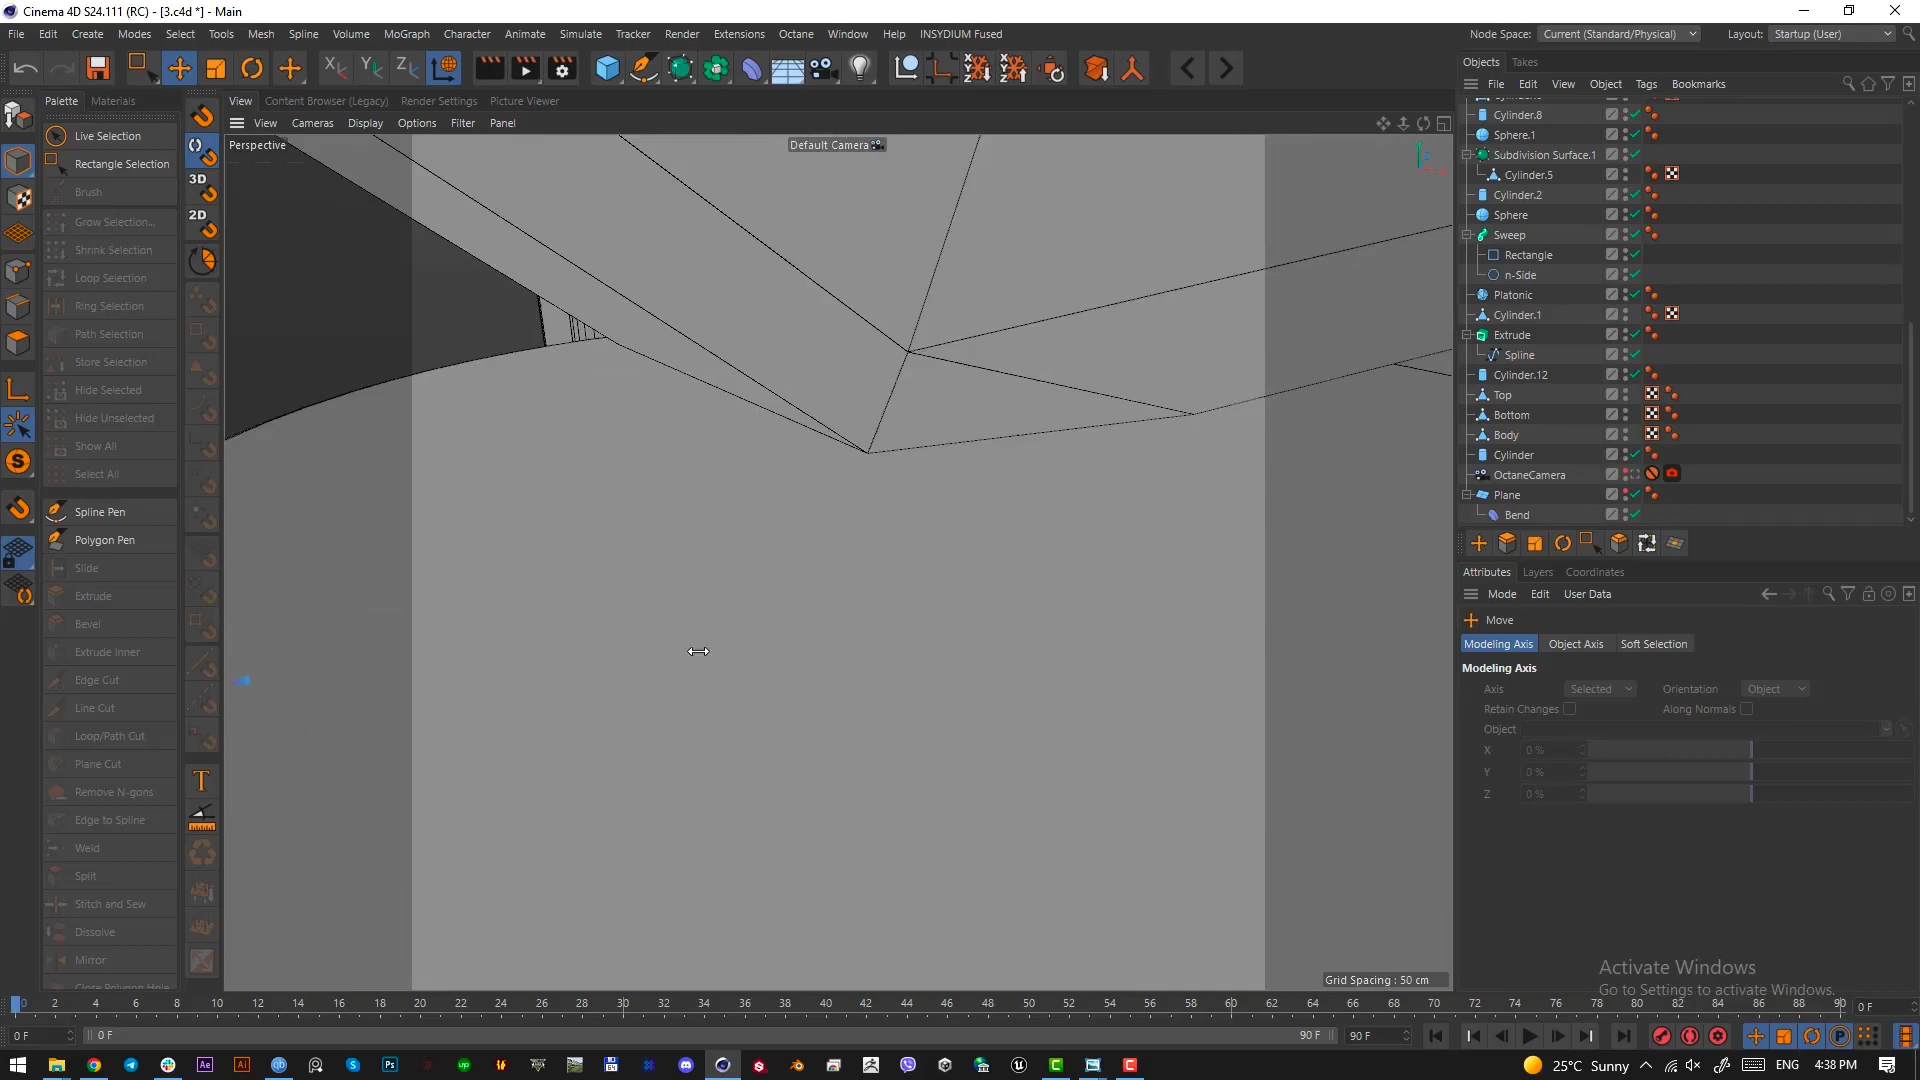 Cinema 4D S24.111 (RC) - [3.c4d *] - Main
File Edit Create Modes Select Tools Mesh Spline Volume MoGraph Character Animate Simulate Tracker Render Extensions Octane Window Help INSYDIUM Fused
Node Space: Current (Standard/Physical) Layout: Startup (User)
Palette Materials
View Content Browser (Legacy) Render Settings Picture Viewer
View Cameras Display Options Filter Panel
Perspective
Default Camera
Live Selection
Rectangle Selection
Brush
Grow Selection...
Shrink Selection
Loop Selection
Ring Selection
Path Selection
Store Selection
Hide Selected
Hide Unselected
Show All
Select All
Spline Pen
Polygon Pen
Slide
Extrude
Bevel
Extrude Inner
Edge Cut
Line Cut
Loop/Path Cut
Plane Cut
Remove N-gons
Edge to Spline
Weld
Split
Stitch and Sew
Dissolve
Mirror
3D
2D
Grid Spacing : 50 cm
Objects Takes
File Edit View Object Tags Bookmarks
Cylinder.8
Sphere.1
Subdivision Surface.1
Cylinder.5
Cylinder.2
Sphere
Sweep
Rectangle
n-Side
Platonic
Cylinder.1
Extrude
Spline
Cylinder.12
Top
Bottom
Body
Cylinder
OctaneCamera
Plane
Bend
Attributes Layers Coordinates
Mode Edit User Data
Move
Modeling Axis Object Axis Soft Selection
Modeling Axis
Axis Selected Orientation Object
Retain Changes Along Normals
Object
X 0 %
Y 0 %
Z 0 %
Activate Windows
Go to Settings to activate Windows.
0 2 4 6 8 10 12 14 16 18 20 22 24 26 28 30 32 34 36 38 40 42 44 46 48 50 52 54 56 58 60 62 64 66 68 70 72 74 76 78 80 82 84 86 88 90 0 F
0 F 0 F 90 F 90 F
25°C Sunny ENG 4:38 PM